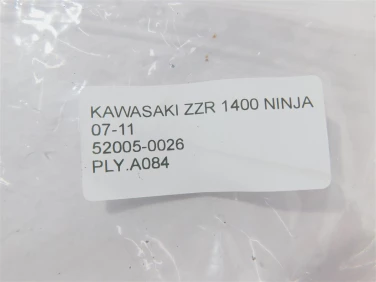 KAWASAKI ZZR 1400 NINJA
07-11
52005-0026
PLY.A084